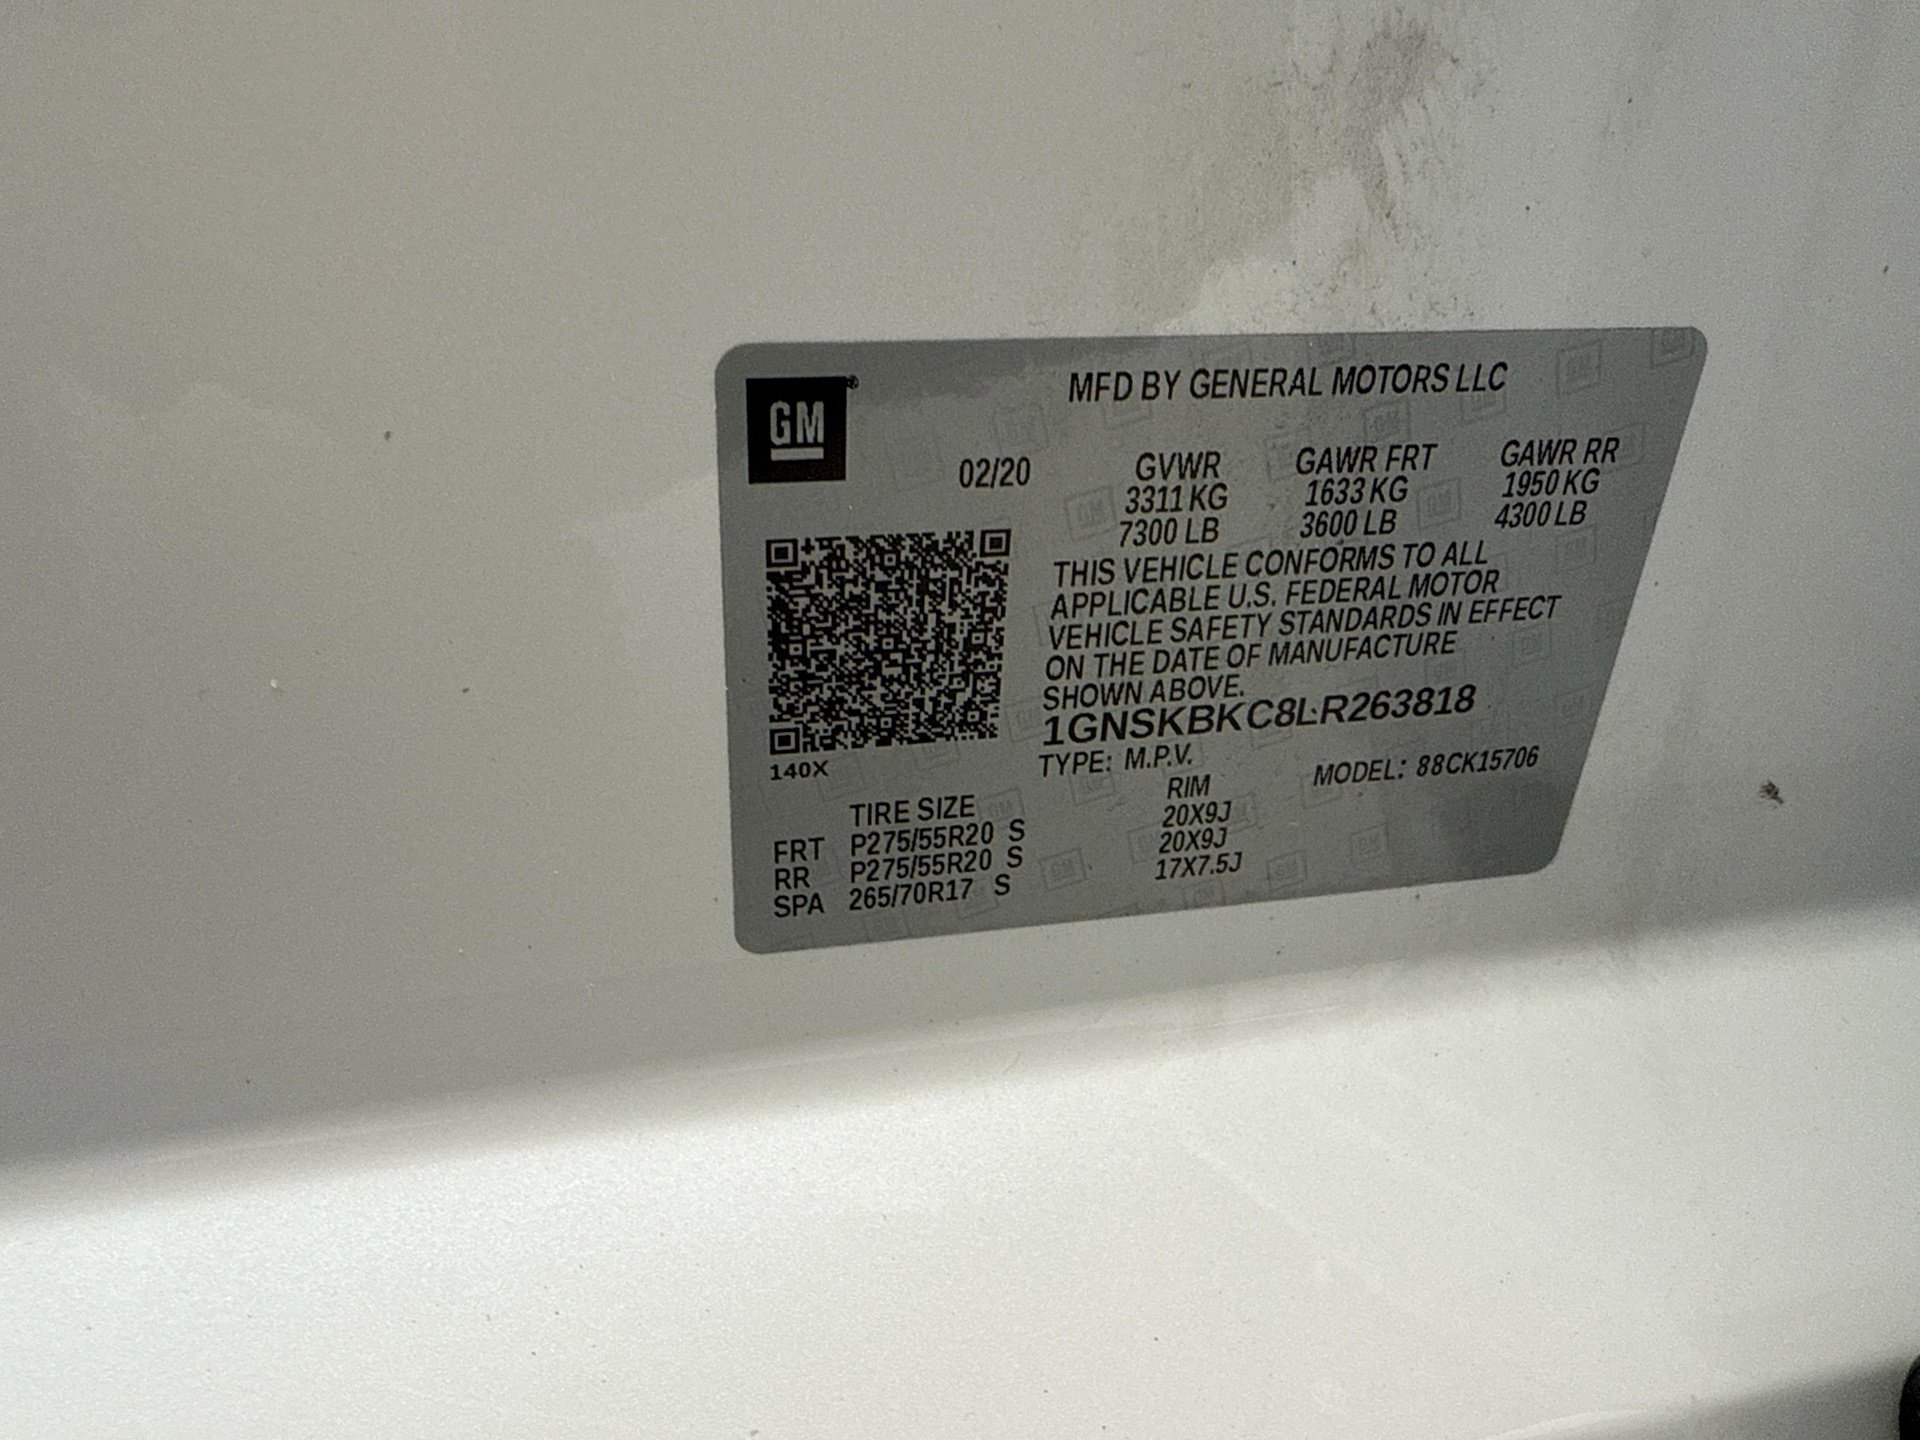 GM®
MFD BY GENERAL MOTORS LLC
02/20 GVWR GAWR FRT GAWR RR
3311 KG 1633 KG 1950 KG
7300 LB 3600 LB 4300 LB
THIS VEHICLE CONFORMS TO ALL
APPLICABLE U.S. FEDERAL MOTOR
VEHICLE SAFETY STANDARDS IN EFFECT
ON THE DATE OF MANUFACTURE
SHOWN ABOVE.
1GNSKBKC8LR263818
140X
TYPE: M.P.V. MODEL: 88CK15706
TIRE SIZE RIM
FRT P275/55R20 S 20X9J
RR P275/55R20 S 20X9J
SPA 265/70R17 S 17X7.5J